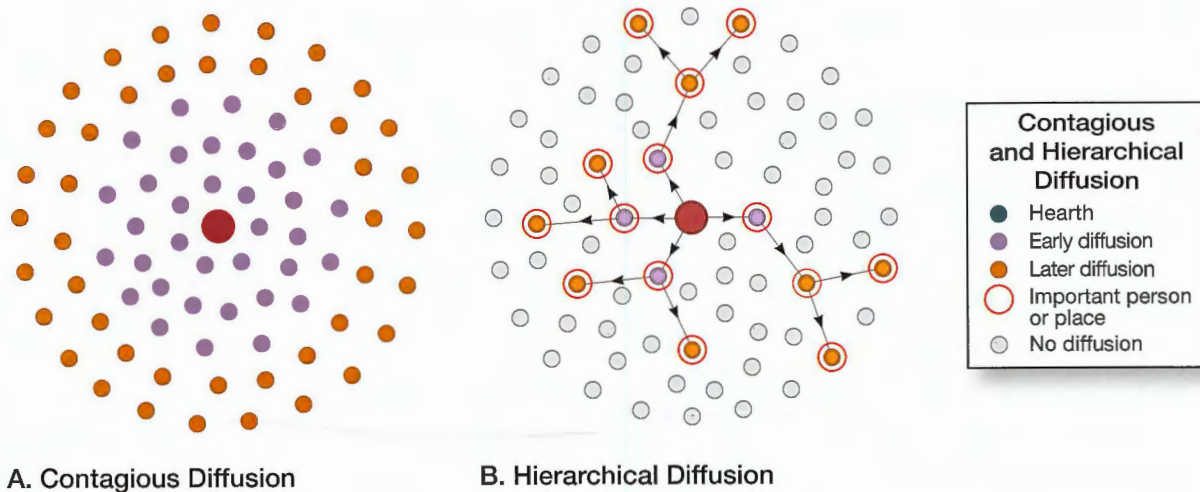 Contagious
and Hierarchical
Diffusion
Hearth
Early diffusion
Later diffusion
Important person
or place
No diffusion
A. Contagious Diffusion
B. Hierarchical Diffusion